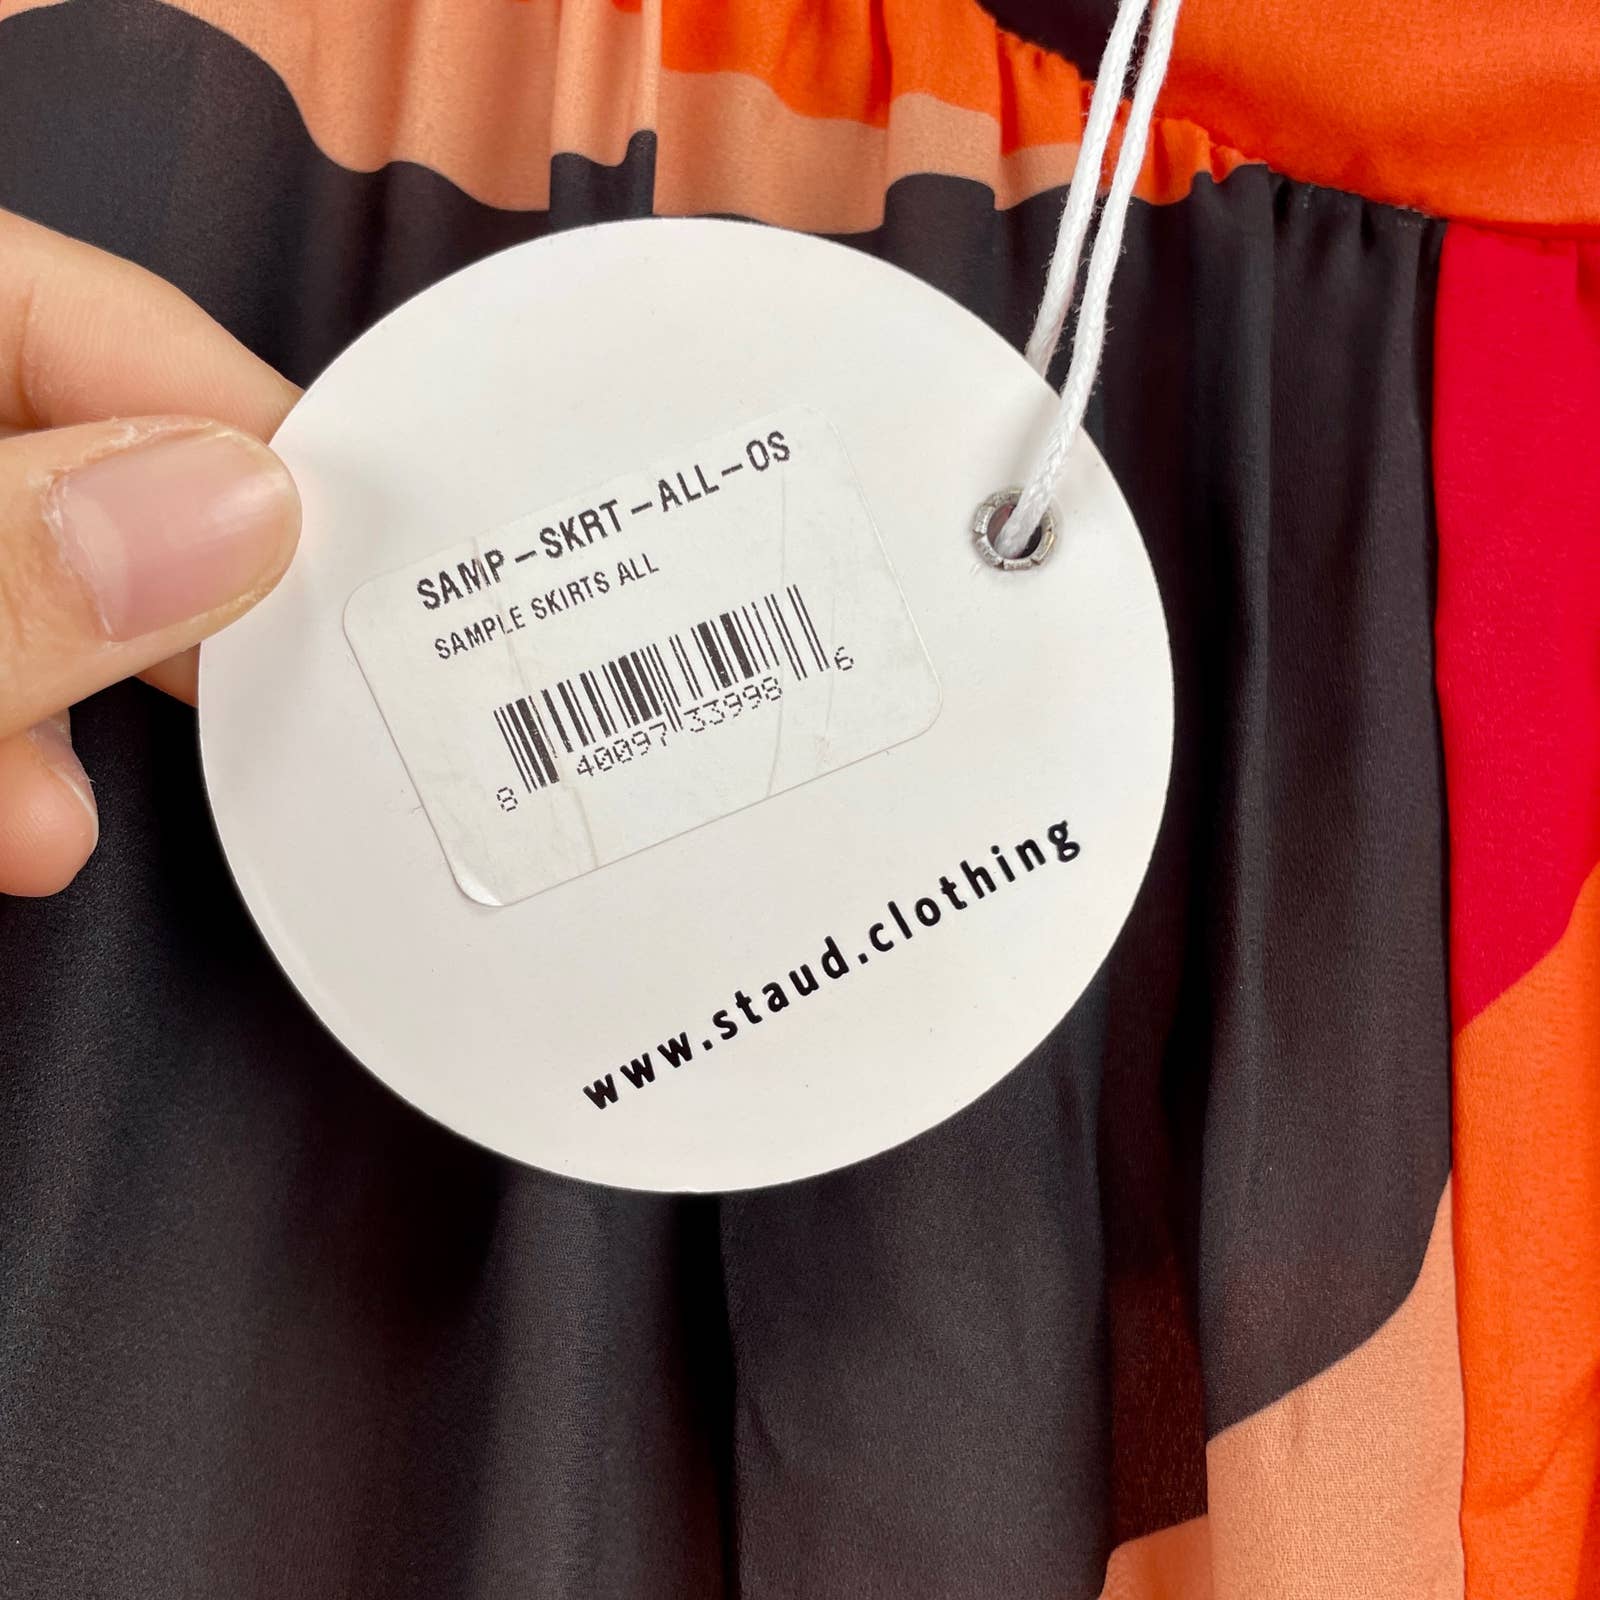 SAMP-SKRT-ALL-OS
SAMPLE SKIRTS ALL
8 40097 33998 6
www.staud.clothing